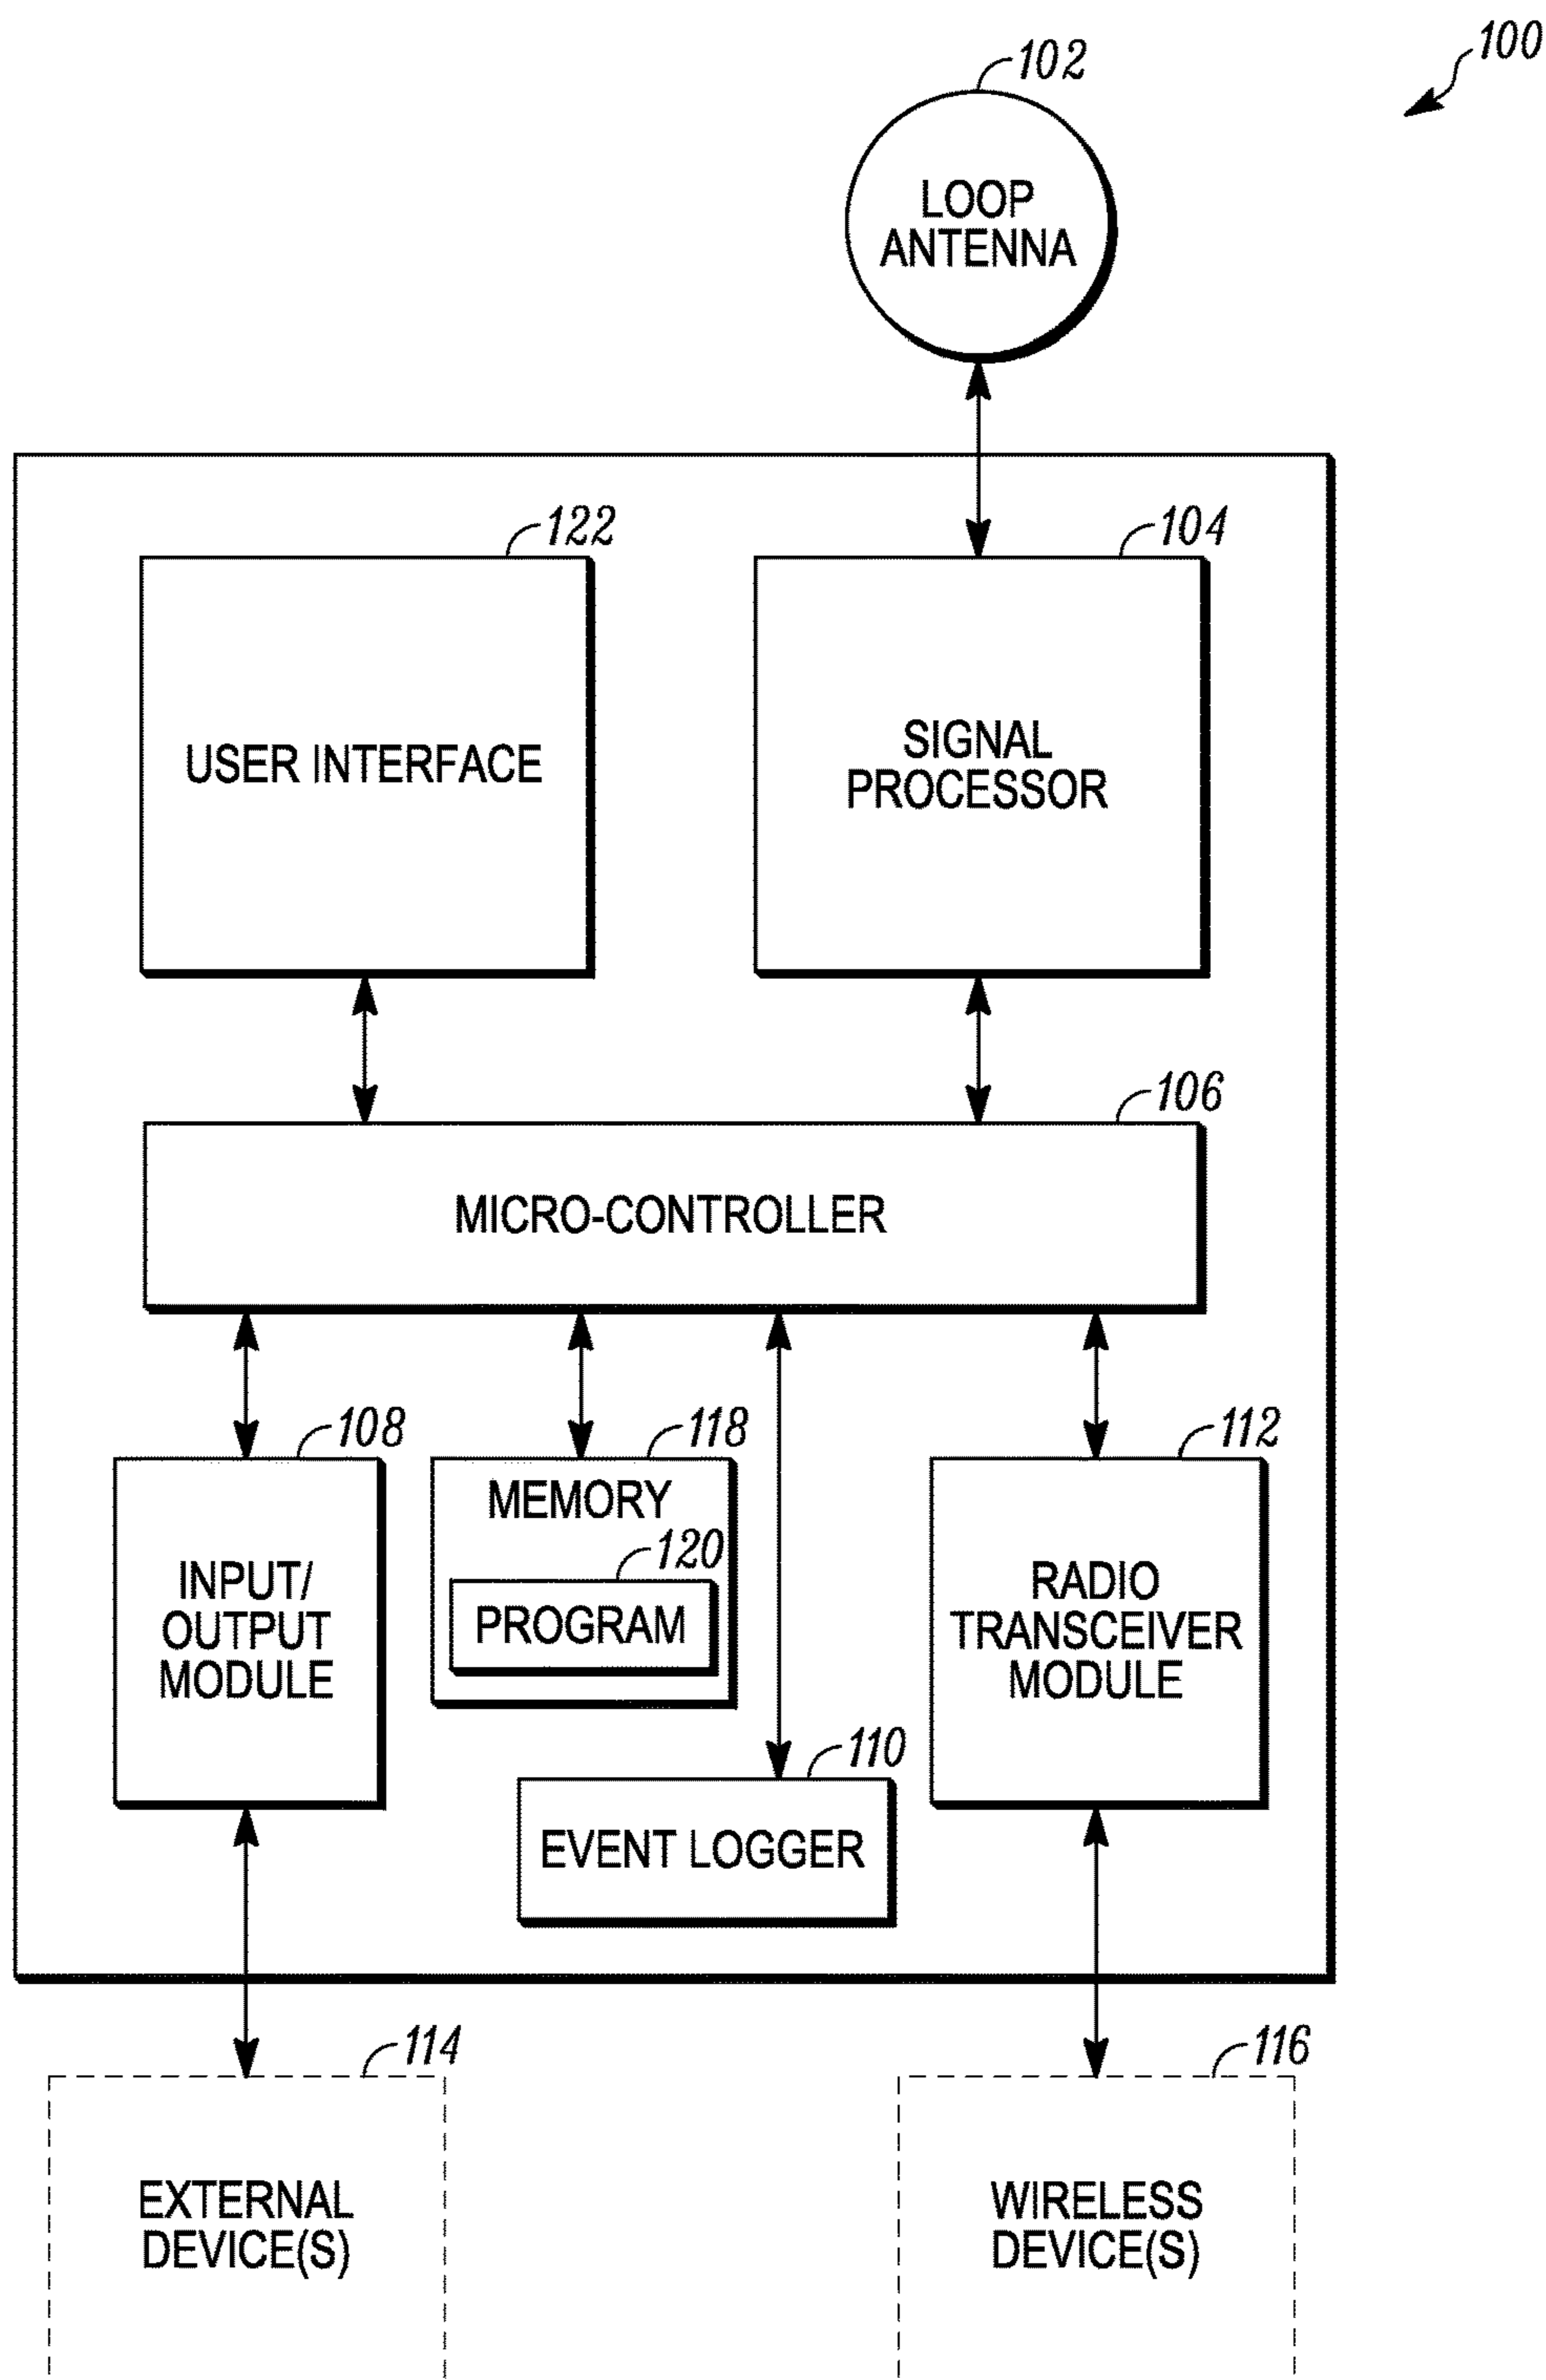 100
102
LOOP
ANTENNA
122
104
USER INTERFACE
SIGNAL
PROCESSOR
106
MICRO-CONTROLLER
108
118
112
MEMORY
120
PROGRAM
INPUT/
OUTPUT
MODULE
RADIO
TRANSCEIVER
MODULE
110
EVENT LOGGER
114
116
EXTERNAL
DEVICE(S)
WIRELESS
DEVICE(S)